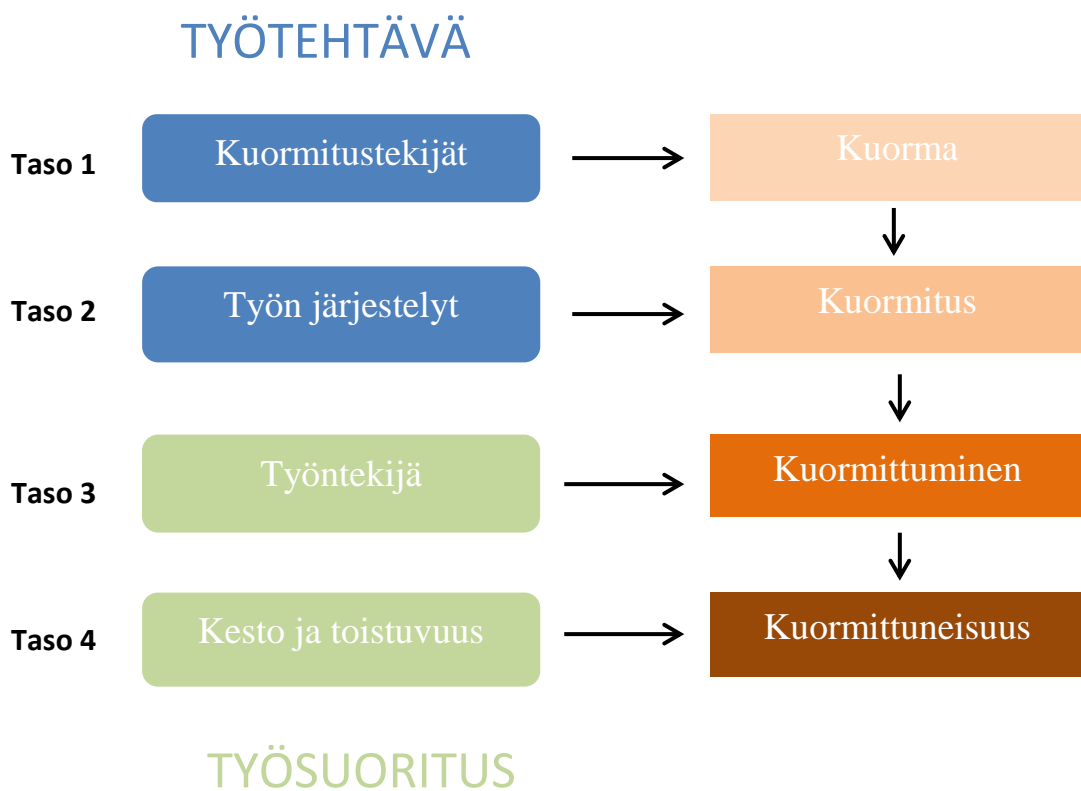 TYÖTEHTÄVÄ
Taso 1
Kuormitustekijät
Kuorma
Taso 2
Työn järjestelyt
Kuormitus
Taso 3
Työntekijä
Kuormittuminen
Taso 4
Kesto ja toistuvuus
Kuormittuneisuus
TYÖSUORITUS